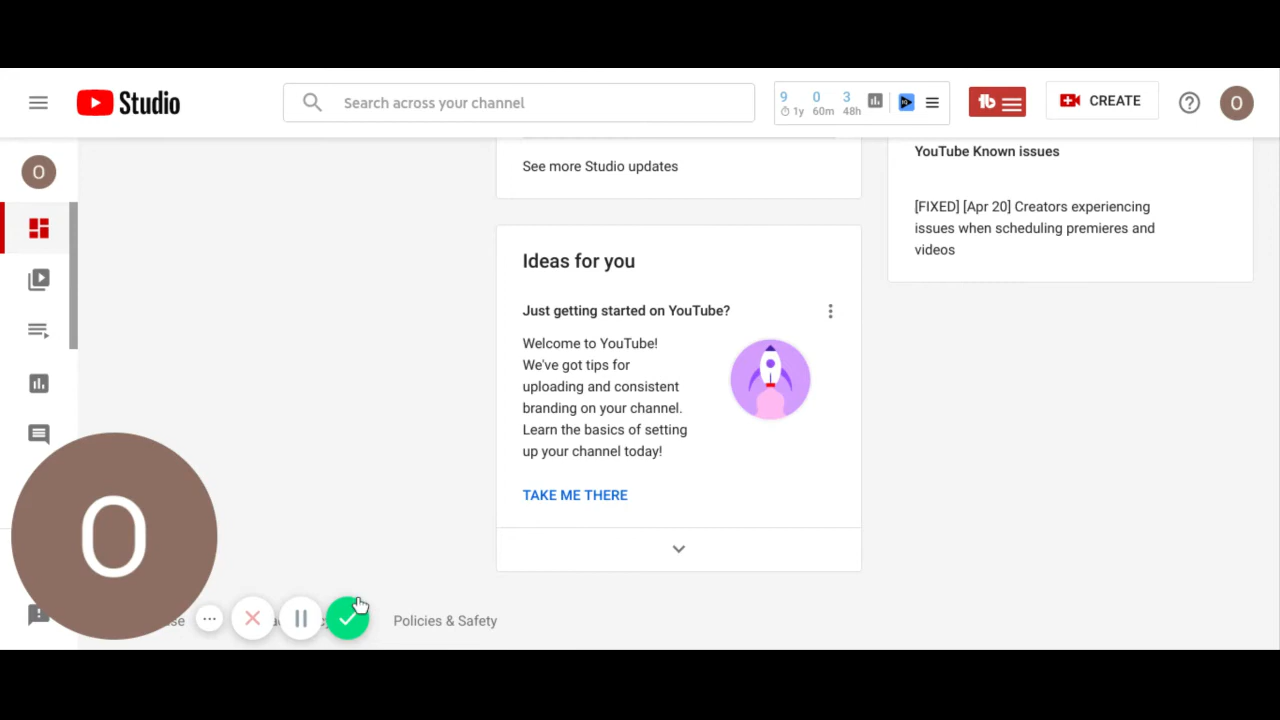 Studio
Search across your channel
9 0 3
1y 60m 48h
CREATE
O
O
See more Studio updates
YouTube Known issues
[FIXED] [Apr 20] Creators experiencing
issues when scheduling premieres and
videos
Ideas for you
Just getting started on YouTube?
Welcome to YouTube!
We've got tips for
uploading and consistent
branding on your channel.
Learn the basics of setting
up your channel today!
TAKE ME THERE
O
Policies & Safety